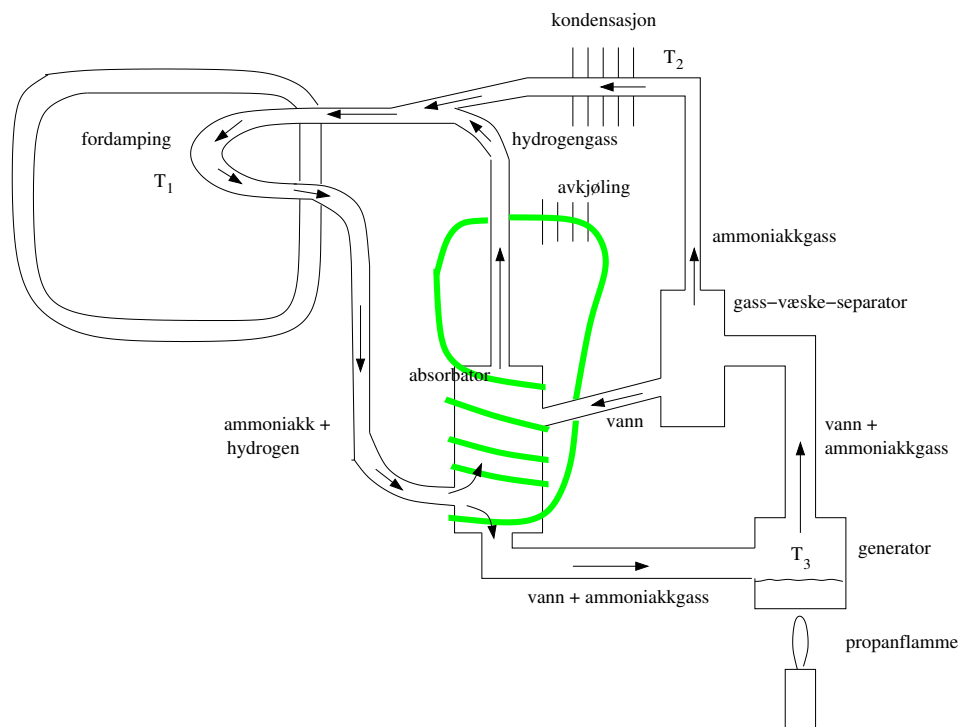 kondensasjon
T2
fordamping
hydrogengass
T1
avkjøling
ammoniakkgass
gass-væske-separator
absorbator
ammoniakk +
hydrogen
vann
vann +
ammoniakkgass
T3
generator
vann + ammoniakkgass
propanflamme